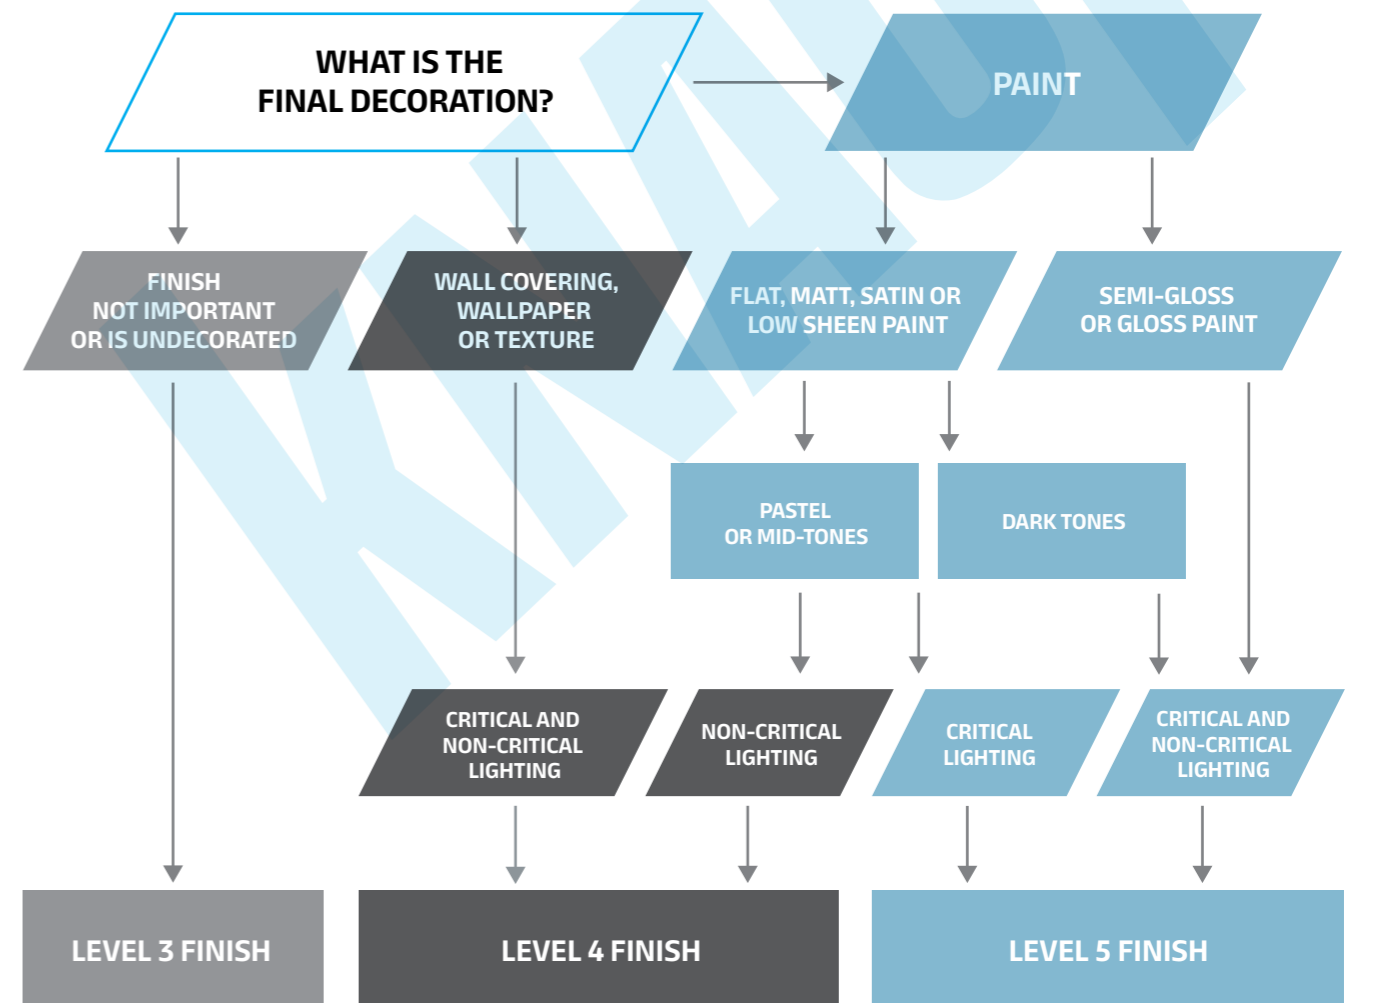 WHAT IS THE
FINAL DECORATION?
PAINT
FINISH
NOT IMPORTANT
OR IS UNDECORATED
WALL COVERING,
WALLPAPER
OR TEXTURE
FLAT, MATT, SATIN OR
LOW SHEEN PAINT
SEMI-GLOSS
OR GLOSS PAINT
PASTEL
OR MID-TONES
DARK TONES
CRITICAL AND
NON-CRITICAL
LIGHTING
NON-CRITICAL
LIGHTING
CRITICAL
LIGHTING
CRITICAL AND
NON-CRITICAL
LIGHTING
LEVEL 3 FINISH
LEVEL 4 FINISH
LEVEL 5 FINISH